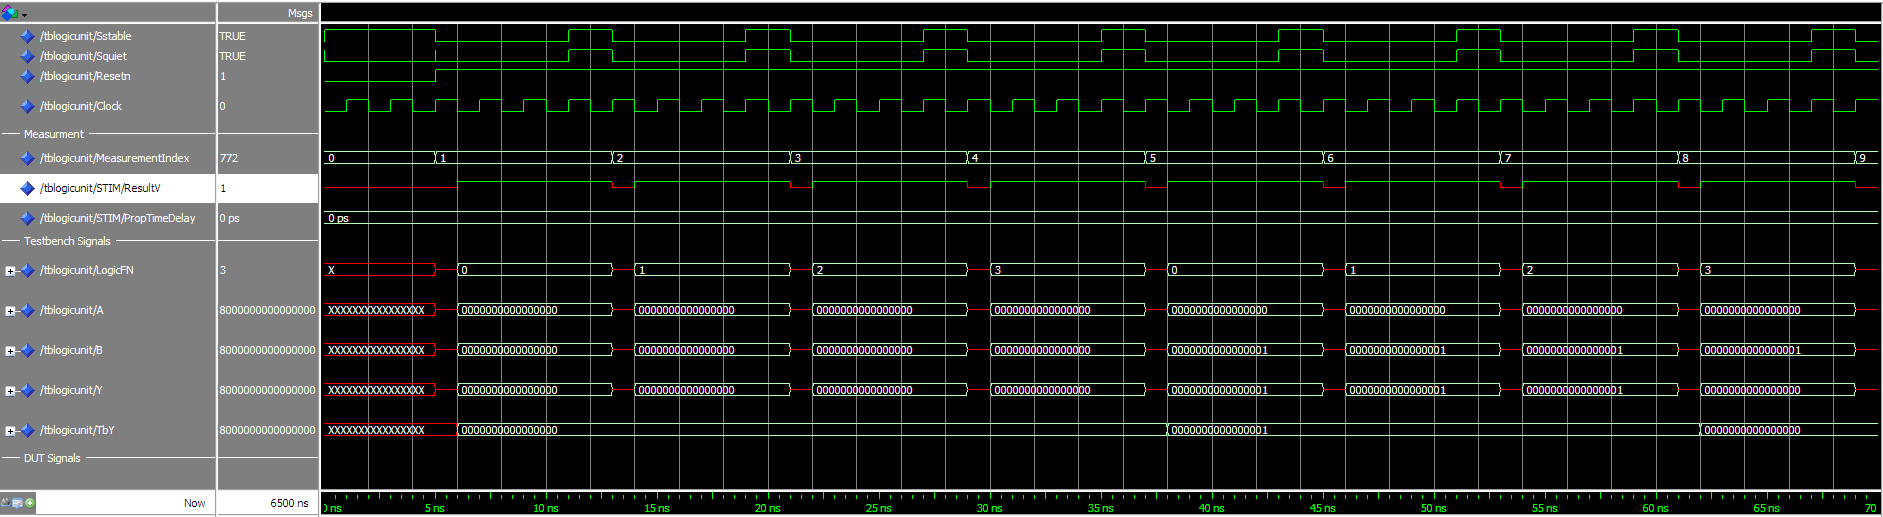 Msgs
/tblogicunit/Sstable TRUE
/tblogicunit/Squiet TRUE
/tblogicunit/Resetn 1
/tblogicunit/Clock 0
Measurment
/tblogicunit/MeasurementIndex 772 0 1 2 3 4 5 6 7 8 9
/tblogicunit/STIM/ResultV 1
/tblogicunit/STIM/PropTimeDelay 0 ps 0 ps
Testbench Signals
/tblogicunit/LogicFN 3 X 0 1 2 3 0 1 2 3
/tblogicunit/A 8000000000000000 XXXXXXXXXXXXXXXX 0000000000000000 0000000000000000 0000000000000000 0000000000000000 0000000000000000 0000000000000000 0000000000000000 0000000000000000
/tblogicunit/B 8000000000000000 XXXXXXXXXXXXXXXX 0000000000000000 0000000000000000 0000000000000000 0000000000000000 0000000000000001 0000000000000001 0000000000000001 0000000000000001
/tblogicunit/Y 8000000000000000 XXXXXXXXXXXXXXXX 0000000000000000 0000000000000000 0000000000000000 0000000000000000 0000000000000001 0000000000000001 0000000000000001 0000000000000000
/tblogicunit/TbY 8000000000000000 XXXXXXXXXXXXXXXX 0000000000000000 0000000000000001 0000000000000000
DUT Signals
Now 6500 ns ns 5 ns 10 ns 15 ns 20 ns 25 ns 30 ns 35 ns 40 ns 45 ns 50 ns 55 ns 60 ns 65 ns 70